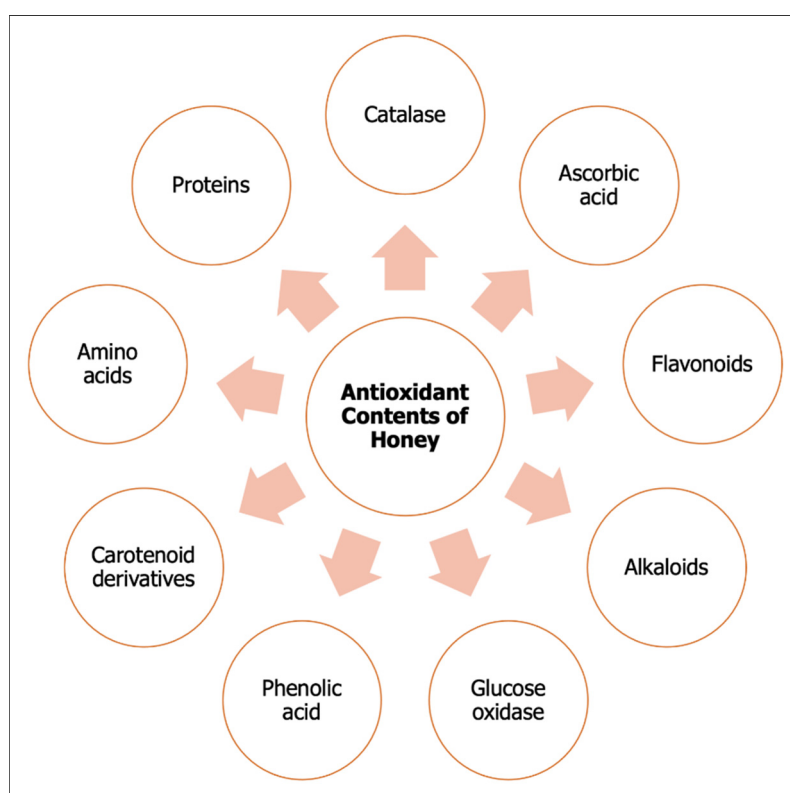 Catalase
Ascorbic
acid
Flavonoids
Alkaloids
Glucose
oxidase
Phenolic
acid
Carotenoid
derivatives
Amino
acids
Proteins
Antioxidant
Contents of
Honey